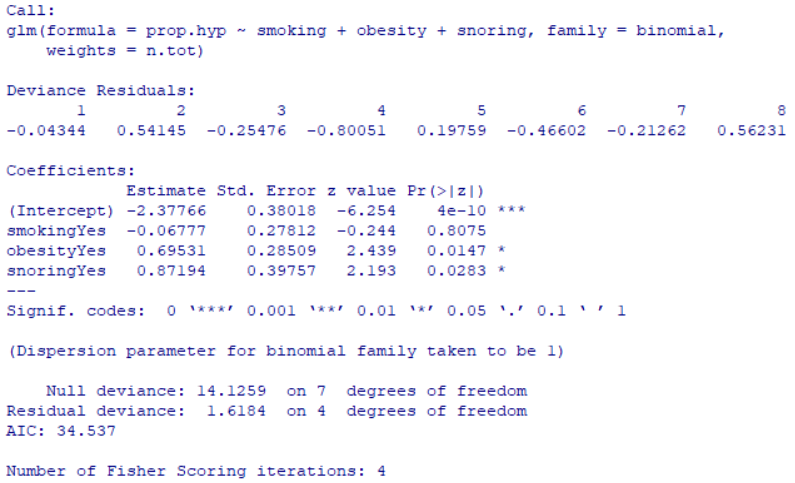 Call:
glm(formula = prop.hyp ~ smoking + obesity + snoring, family = binomial,
    weights = n.tot)
Deviance Residuals:
       1         2         3         4         5         6         7         8
-0.04344   0.54145  -0.25476  -0.80051   0.19759  -0.46602  -0.21262   0.56231
Coefficients:
            Estimate Std. Error z value Pr(>|z|)
(Intercept) -2.37766    0.38018  -6.254    4e-10 ***
smokingYes  -0.06777    0.27812  -0.244   0.8075
obesityYes   0.69531    0.28509   2.439   0.0147 *
snoringYes   0.87194    0.39757   2.193   0.0283 *
---
Signif. codes:  0 ‘***’ 0.001 ‘**’ 0.01 ‘*’ 0.05 ‘.’ 0.1 ‘ ’ 1
(Dispersion parameter for binomial family taken to be 1)
    Null deviance: 14.1259  on 7  degrees of freedom
Residual deviance:  1.6184  on 4  degrees of freedom
AIC: 34.537
Number of Fisher Scoring iterations: 4